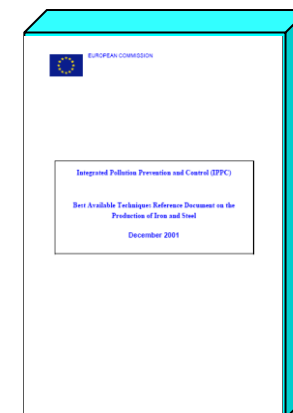 EUROPEAN COMMISSION
Integrated Pollution Prevention and Control (IPPC)
Best Available Techniques Reference Document on the
Production of Iron and Steel
December 2001